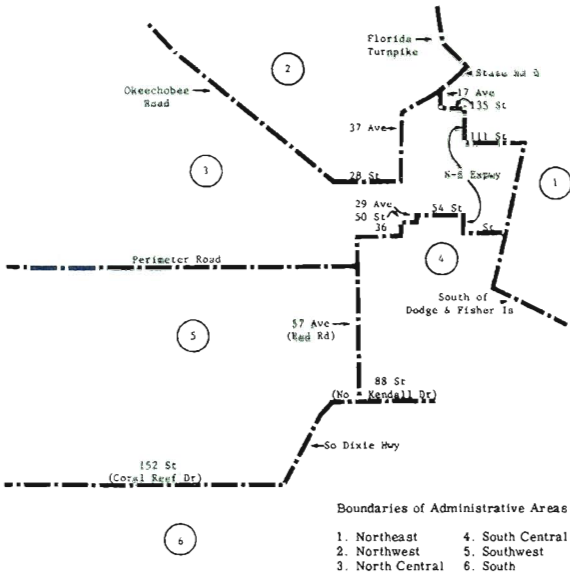 Florida
Turnpike
2
State Rd 9
Okeechobee
Road
17 Ave
135 St
37 Ave
111 St
3
28 St
N-S Expwy
1
29 Ave
54 St
50 St
36
St
4
Perimeter Road
South of
Dodge & Fisher Is
57 Ave
(Red Rd)
5
88 St
(No Kendall Dr)
So Dixie Hwy
152 St
(Coral Reef Dr)
6
Boundaries of Administrative Areas
1. Northeast
2. Northwest
3. North Central
4. South Central
5. Southwest
6. South